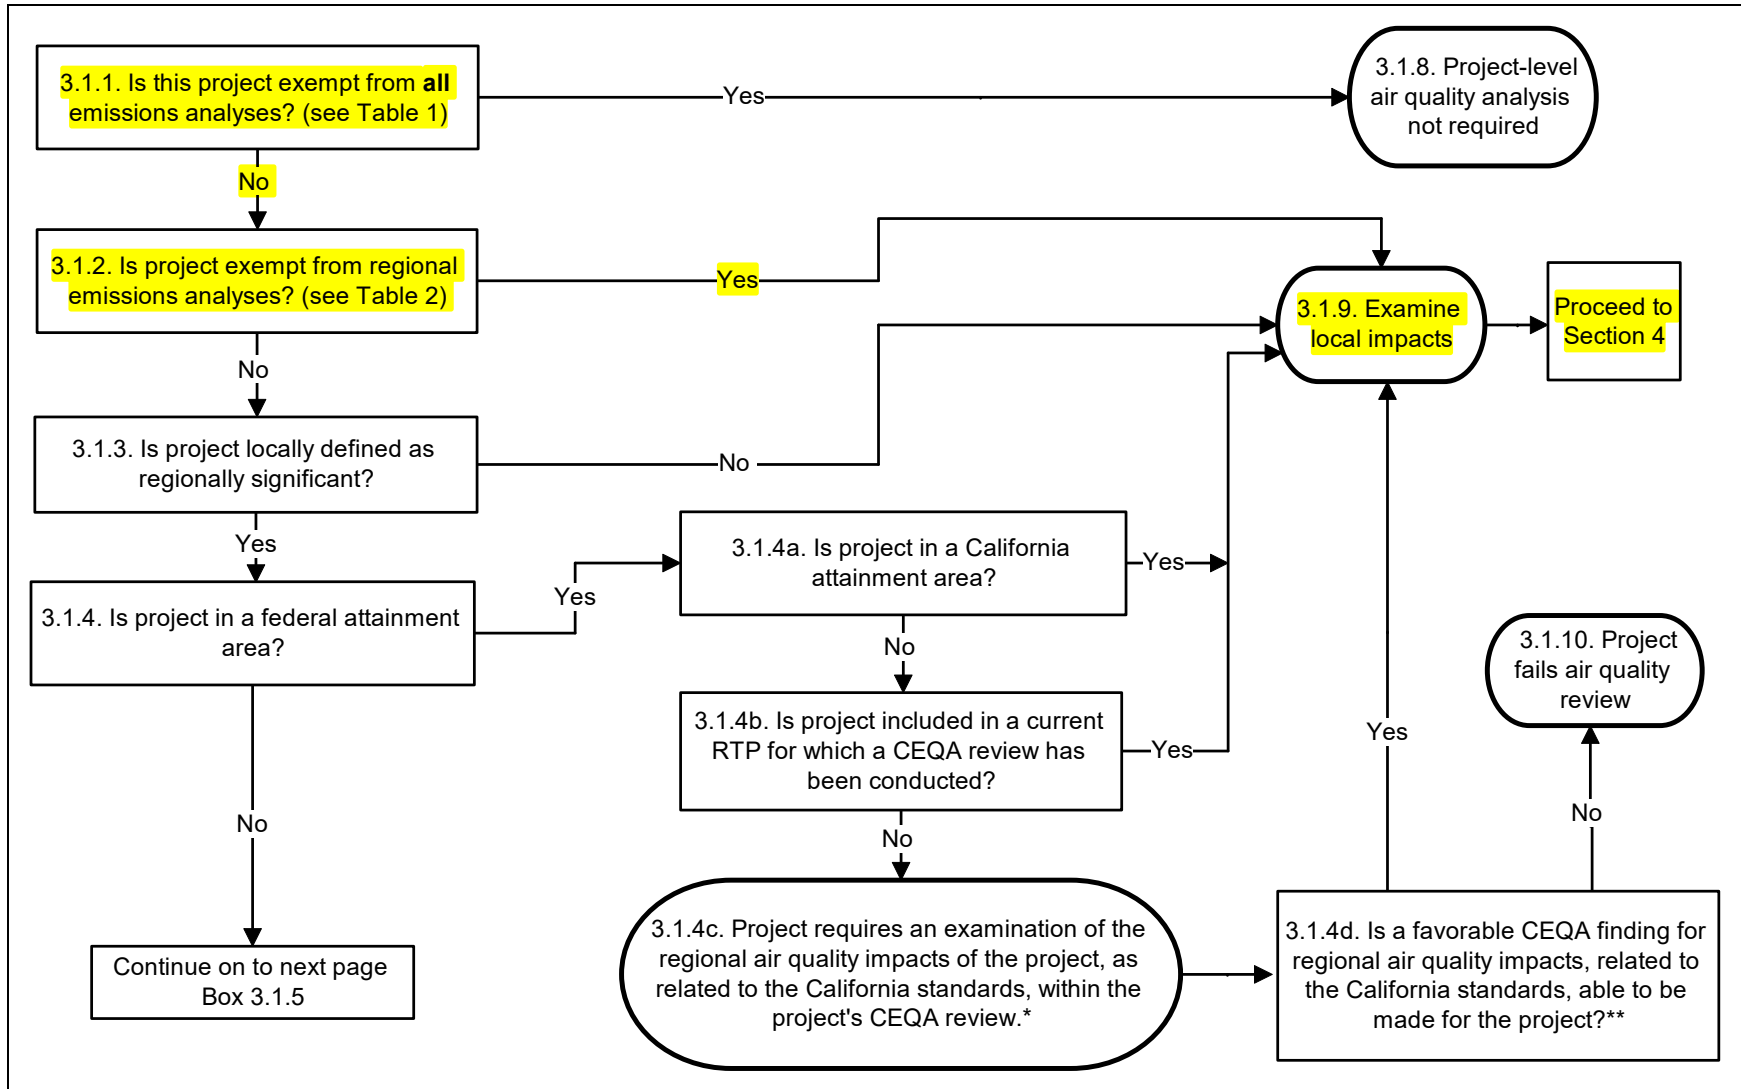 3.1.1. Is this project exempt from all
emissions analyses? (see Table 1)
Yes
3.1.8. Project-level
air quality analysis
not required
No
3.1.2. Is project exempt from regional
emissions analyses? (see Table 2)
Yes
3.1.9. Examine
local impacts
Proceed to
Section 4
No
3.1.3. Is project locally defined as
regionally significant?
No
Yes
3.1.4. Is project in a federal attainment
area?
Yes
3.1.4a. Is project in a California
attainment area?
Yes
No
3.1.4b. Is project included in a current
RTP for which a CEQA review has
been conducted?
Yes
3.1.10. Project
fails air quality
review
Yes
No
No
No
3.1.4c. Project requires an examination of the
regional air quality impacts of the project, as
related to the California standards, within the
project's CEQA review.*
3.1.4d. Is a favorable CEQA finding for
regional air quality impacts, related to
the California standards, able to be
made for the project?**
Continue on to next page
Box 3.1.5